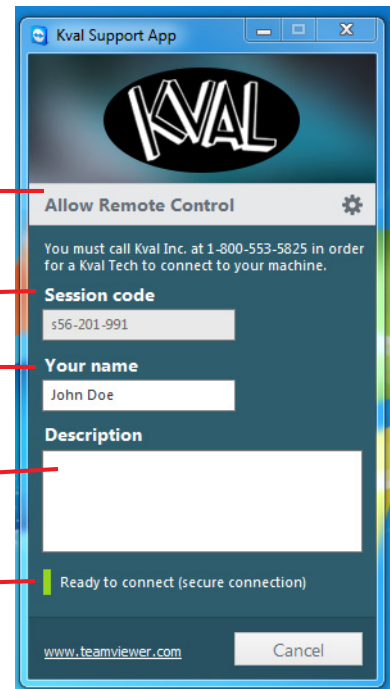 Kval Support App
KVAL
Allow Remote Control
You must call Kval Inc. at 1-800-553-5825 in order
for a Kval Tech to connect to your machine.
Session code
s56-201-991
Your name
John Doe
Description
Ready to connect (secure connection)
www.teamviewer.com
Cancel